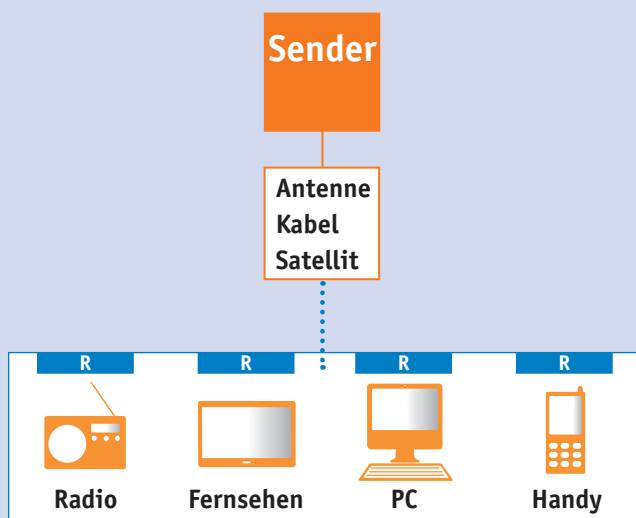 Sender
Antenne
Kabel
Satellit
R R R R
Radio Fernsehen PC Handy